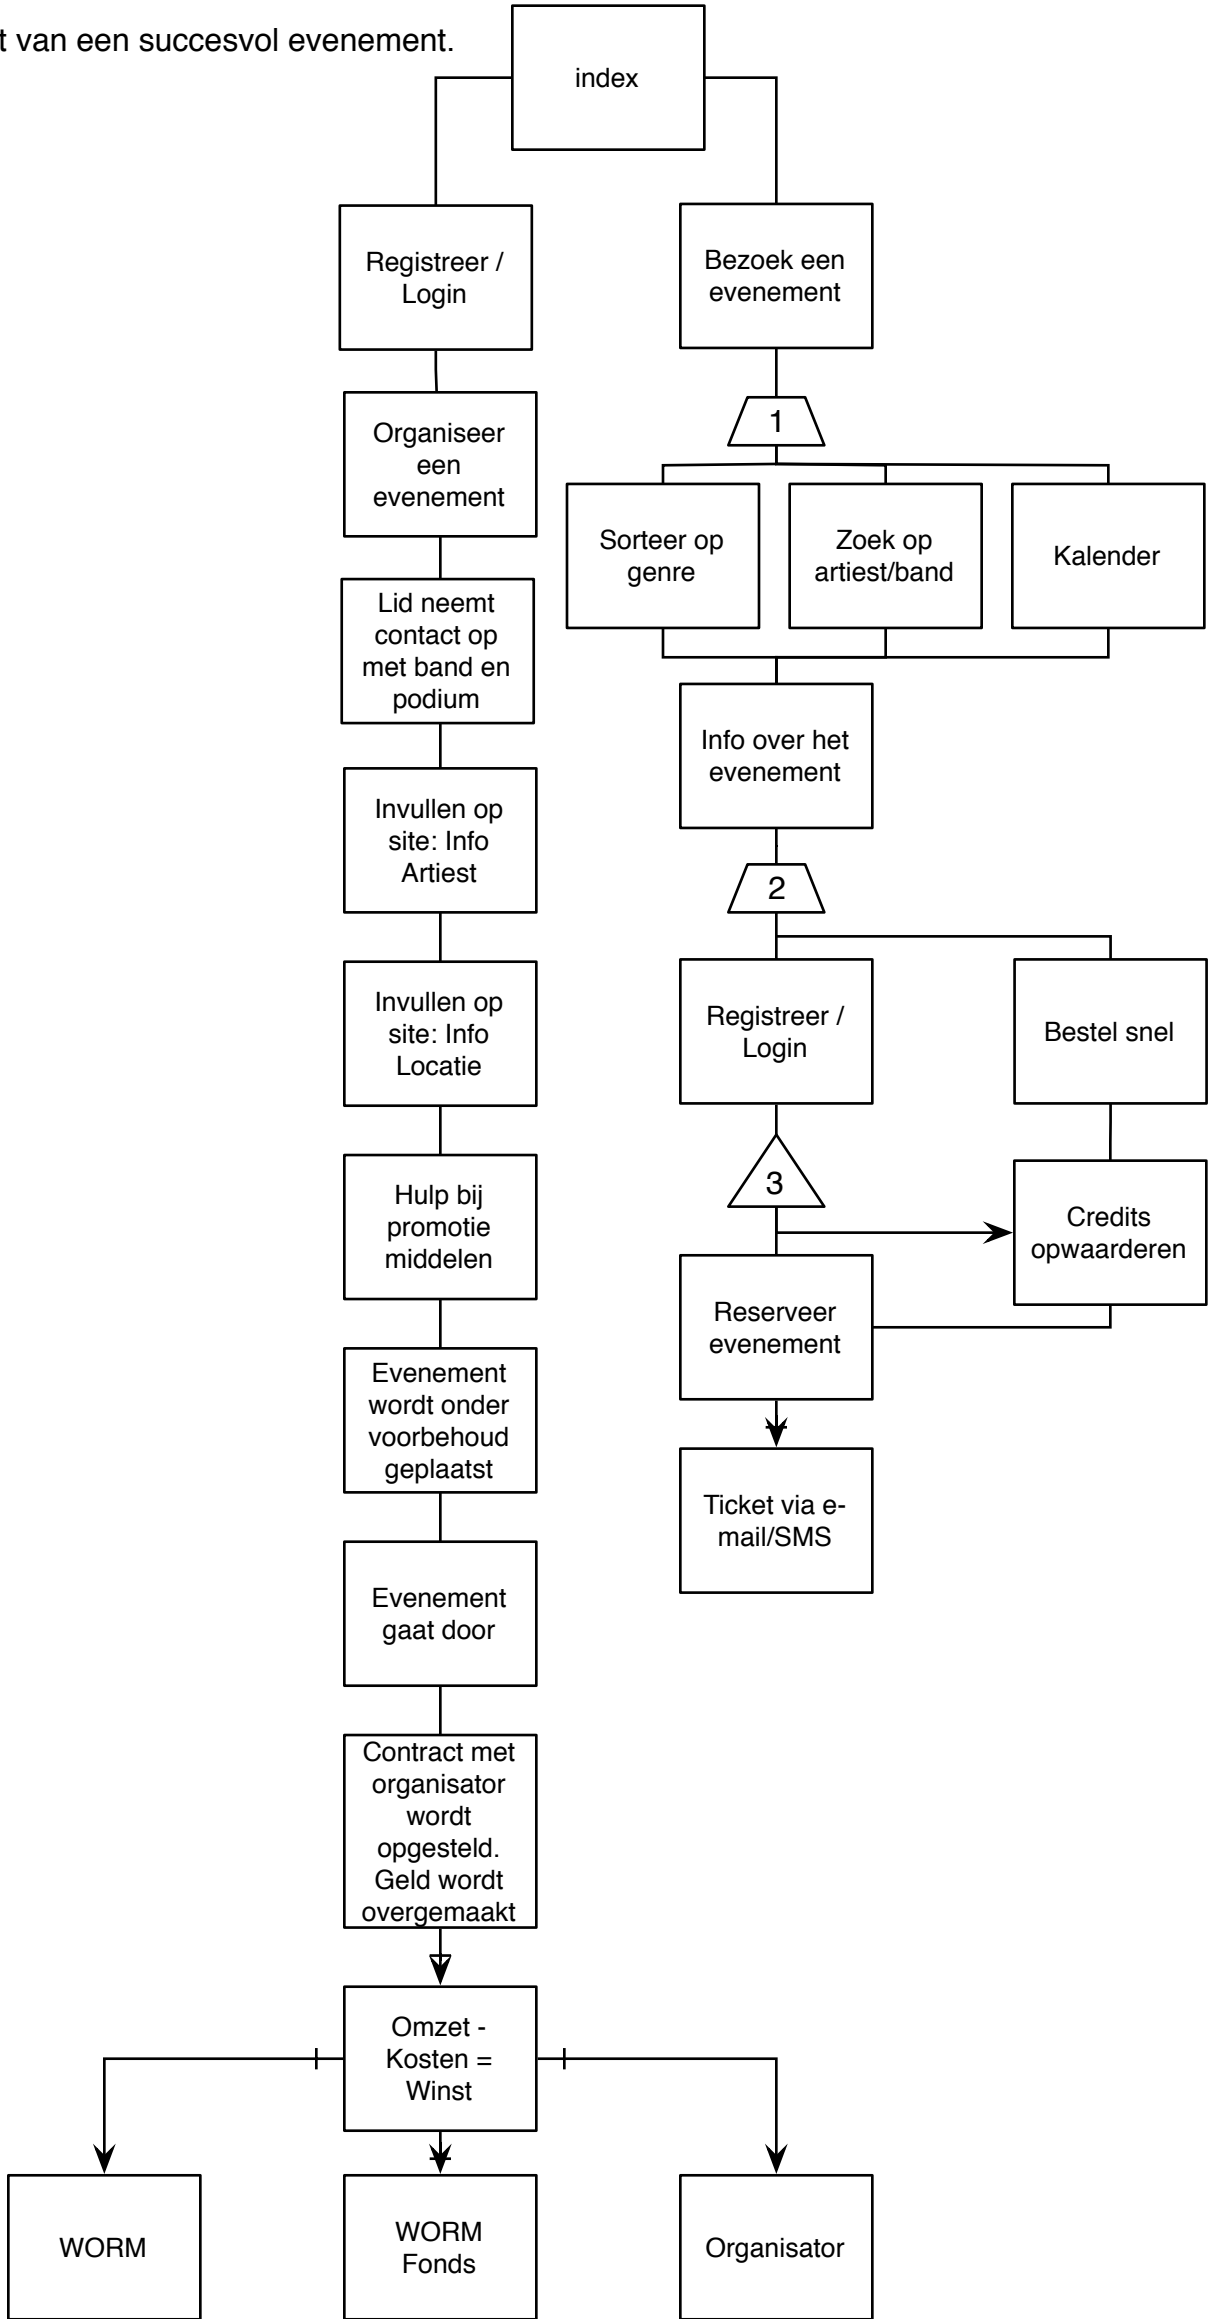 t van een succesvol evenement.
index
Registreer /
Login
Bezoek een
evenement
Organiseer
een
evenement
1
Sorteer op
genre
Zoek op
artiest/band
Kalender
Lid neemt
contact op
met band en
podium
Info over het
evenement
Invullen op
site: Info
Artiest
2
Invullen op
site: Info
Locatie
Registreer /
Login
Bestel snel
Hulp bij
promotie
middelen
3
Credits
opwaarderen
Reserveer
evenement
Evenement
wordt onder
voorbehoud
geplaatst
Ticket via e-
mail/SMS
Evenement
gaat door
Contract met
organisator
wordt
opgesteld.
Geld wordt
overgemaakt
Omzet -
Kosten =
Winst
WORM
WORM
Fonds
Organisator